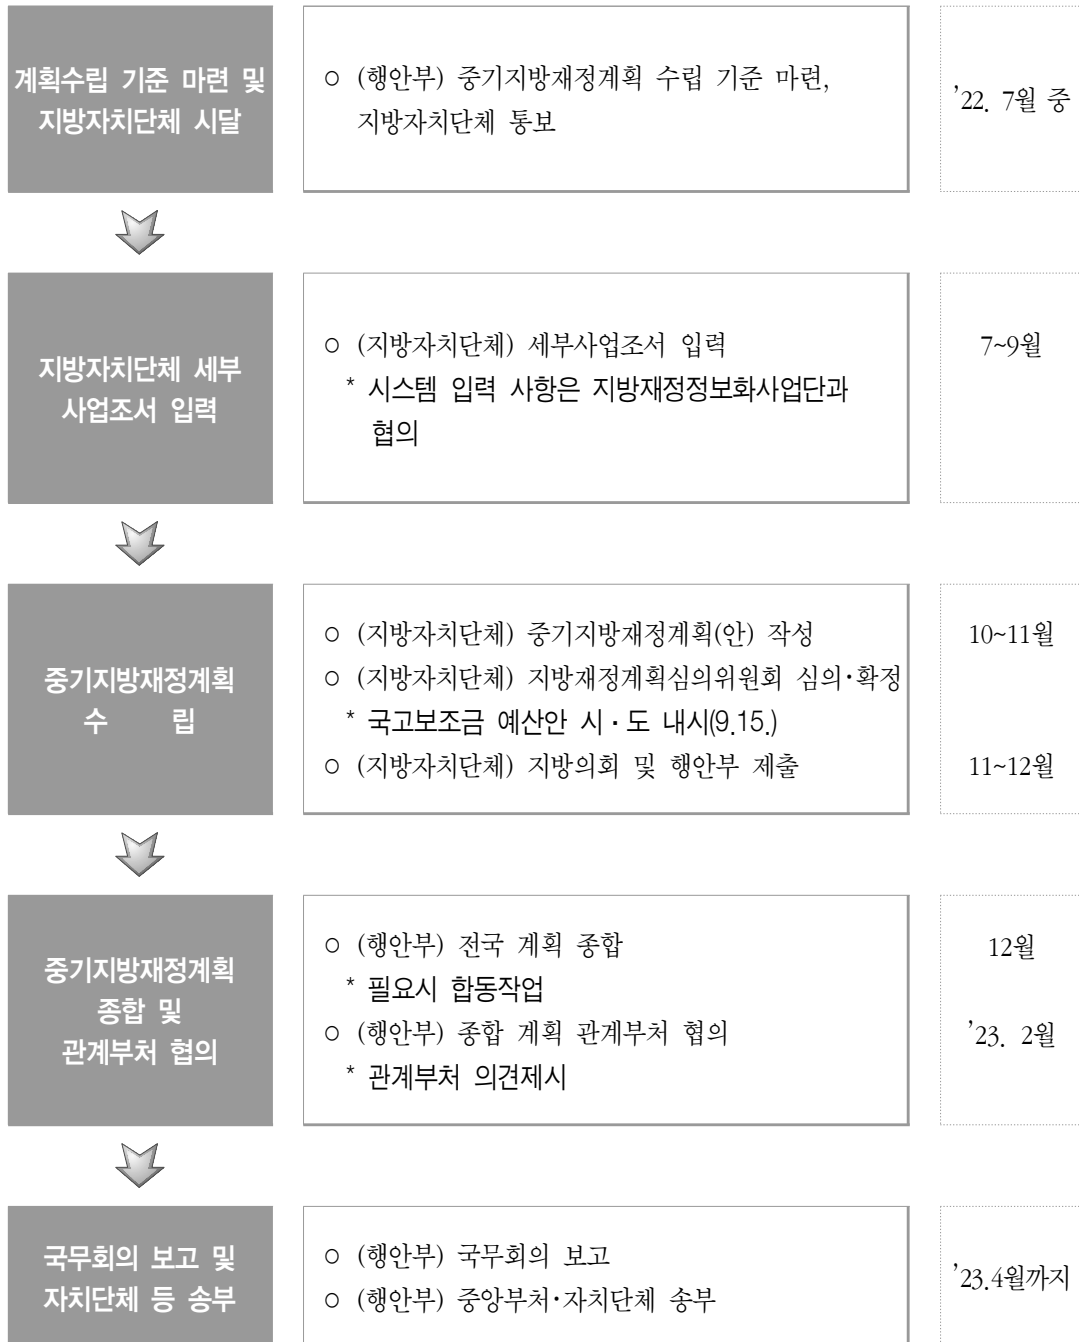 계획수립 기준 마련 및
지방자치단체 시달
○ (행안부) 중기지방재정계획 수립 기준 마련,
지방자치단체 통보
’22. 7월 중
지방자치단체 세부
사업조서 입력
○ (지방자치단체) 세부사업조서 입력
* 시스템 입력 사항은 지방재정정보화사업단과
협의
7~9월
중기지방재정계획
수 립
○ (지방자치단체) 중기지방재정계획(안) 작성
○ (지방자치단체) 지방재정계획심의위원회 심의·확정
* 국고보조금 예산안 시·도 내시(9.15.)
○ (지방자치단체) 지방의회 및 행안부 제출
10~11월
11~12월
중기지방재정계획
종합 및
관계부처 협의
○ (행안부) 전국 계획 종합
* 필요시 합동작업
○ (행안부) 종합 계획 관계부처 협의
* 관계부처 의견제시
12월
’23. 2월
국무회의 보고 및
자치단체 등 송부
○ (행안부) 국무회의 보고
○ (행안부) 중앙부처·자치단체 송부
’23.4월까지